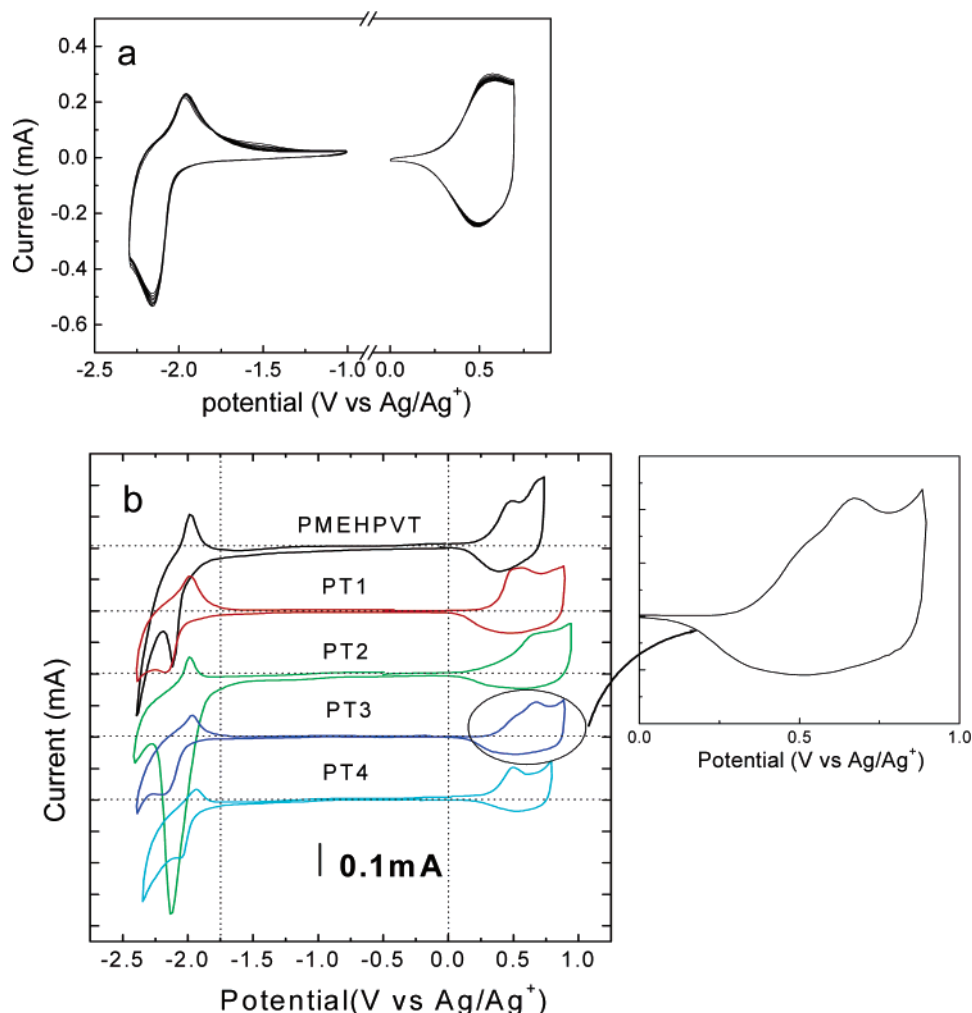 a
0.4
0.2
0.0
-0.2
-0.4
-0.6
Current (mA)
-2.5 -2.0 -1.5 -1.0 0.0 0.5
potential (V vs Ag/Ag⁺)
b
PMEHPVT
PT1
PT2
PT3
PT4
0.1mA
Current (mA)
-2.5 -2.0 -1.5 -1.0 -0.5 0.0 0.5 1.0
Potential(V vs Ag/Ag⁺)
0.0 0.5 1.0
Potential (V vs Ag/Ag⁺)